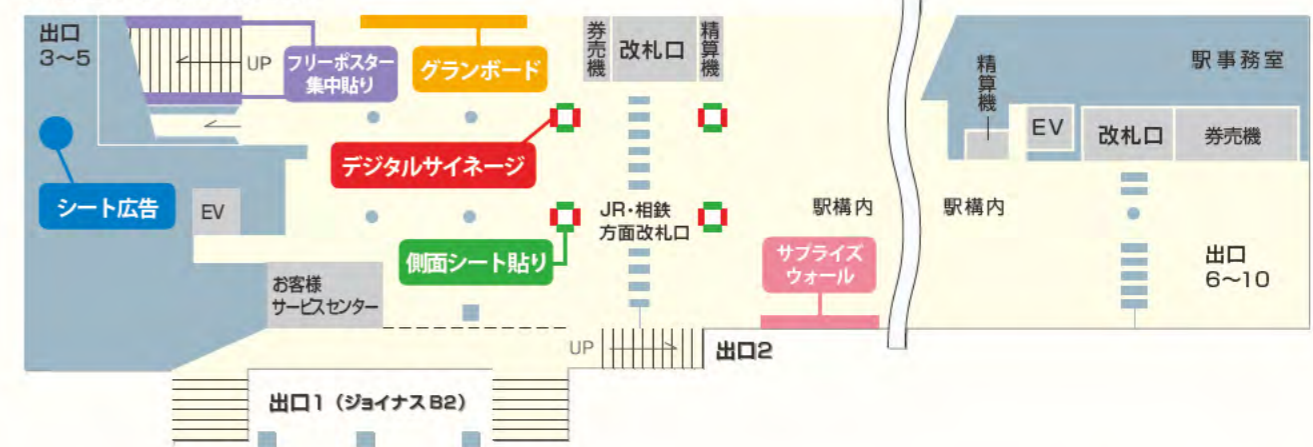 出口
3〜5
UP
フリーポスター
集中貼り
グランボード
券売機
改札口
精算機
駅事務室
精算機
EV
改札口
券売機
デジタルサイネージ
シート広告
EV
JR・相鉄
方面改札口
駅構内
駅構内
側面シート貼り
サプライズ
ウォール
出口
6〜10
お客様
サービスセンター
UP
出口2
出口1（ジョイナスB2）